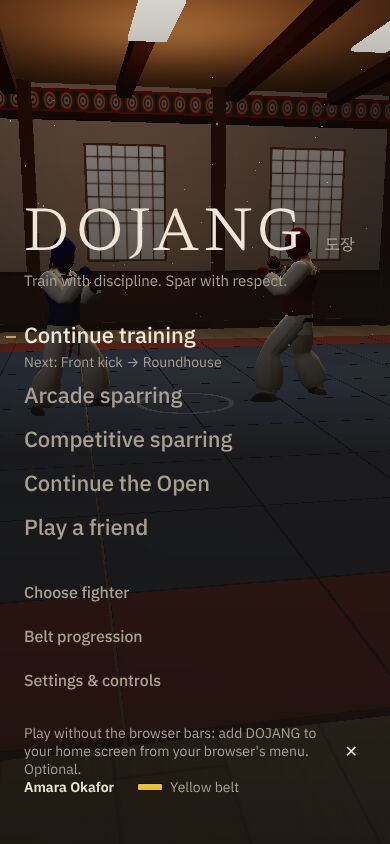 DOJANG 도장
Train with discipline. Spar with respect.
Continue training
Next: Front kick → Roundhouse
Arcade sparring
Competitive sparring
Continue the Open
Play a friend
Choose fighter
Belt progression
Settings & controls
Play without the browser bars: add DOJANG to
your home screen from your browser's menu.
Optional.
✕
Amara Okafor Yellow belt